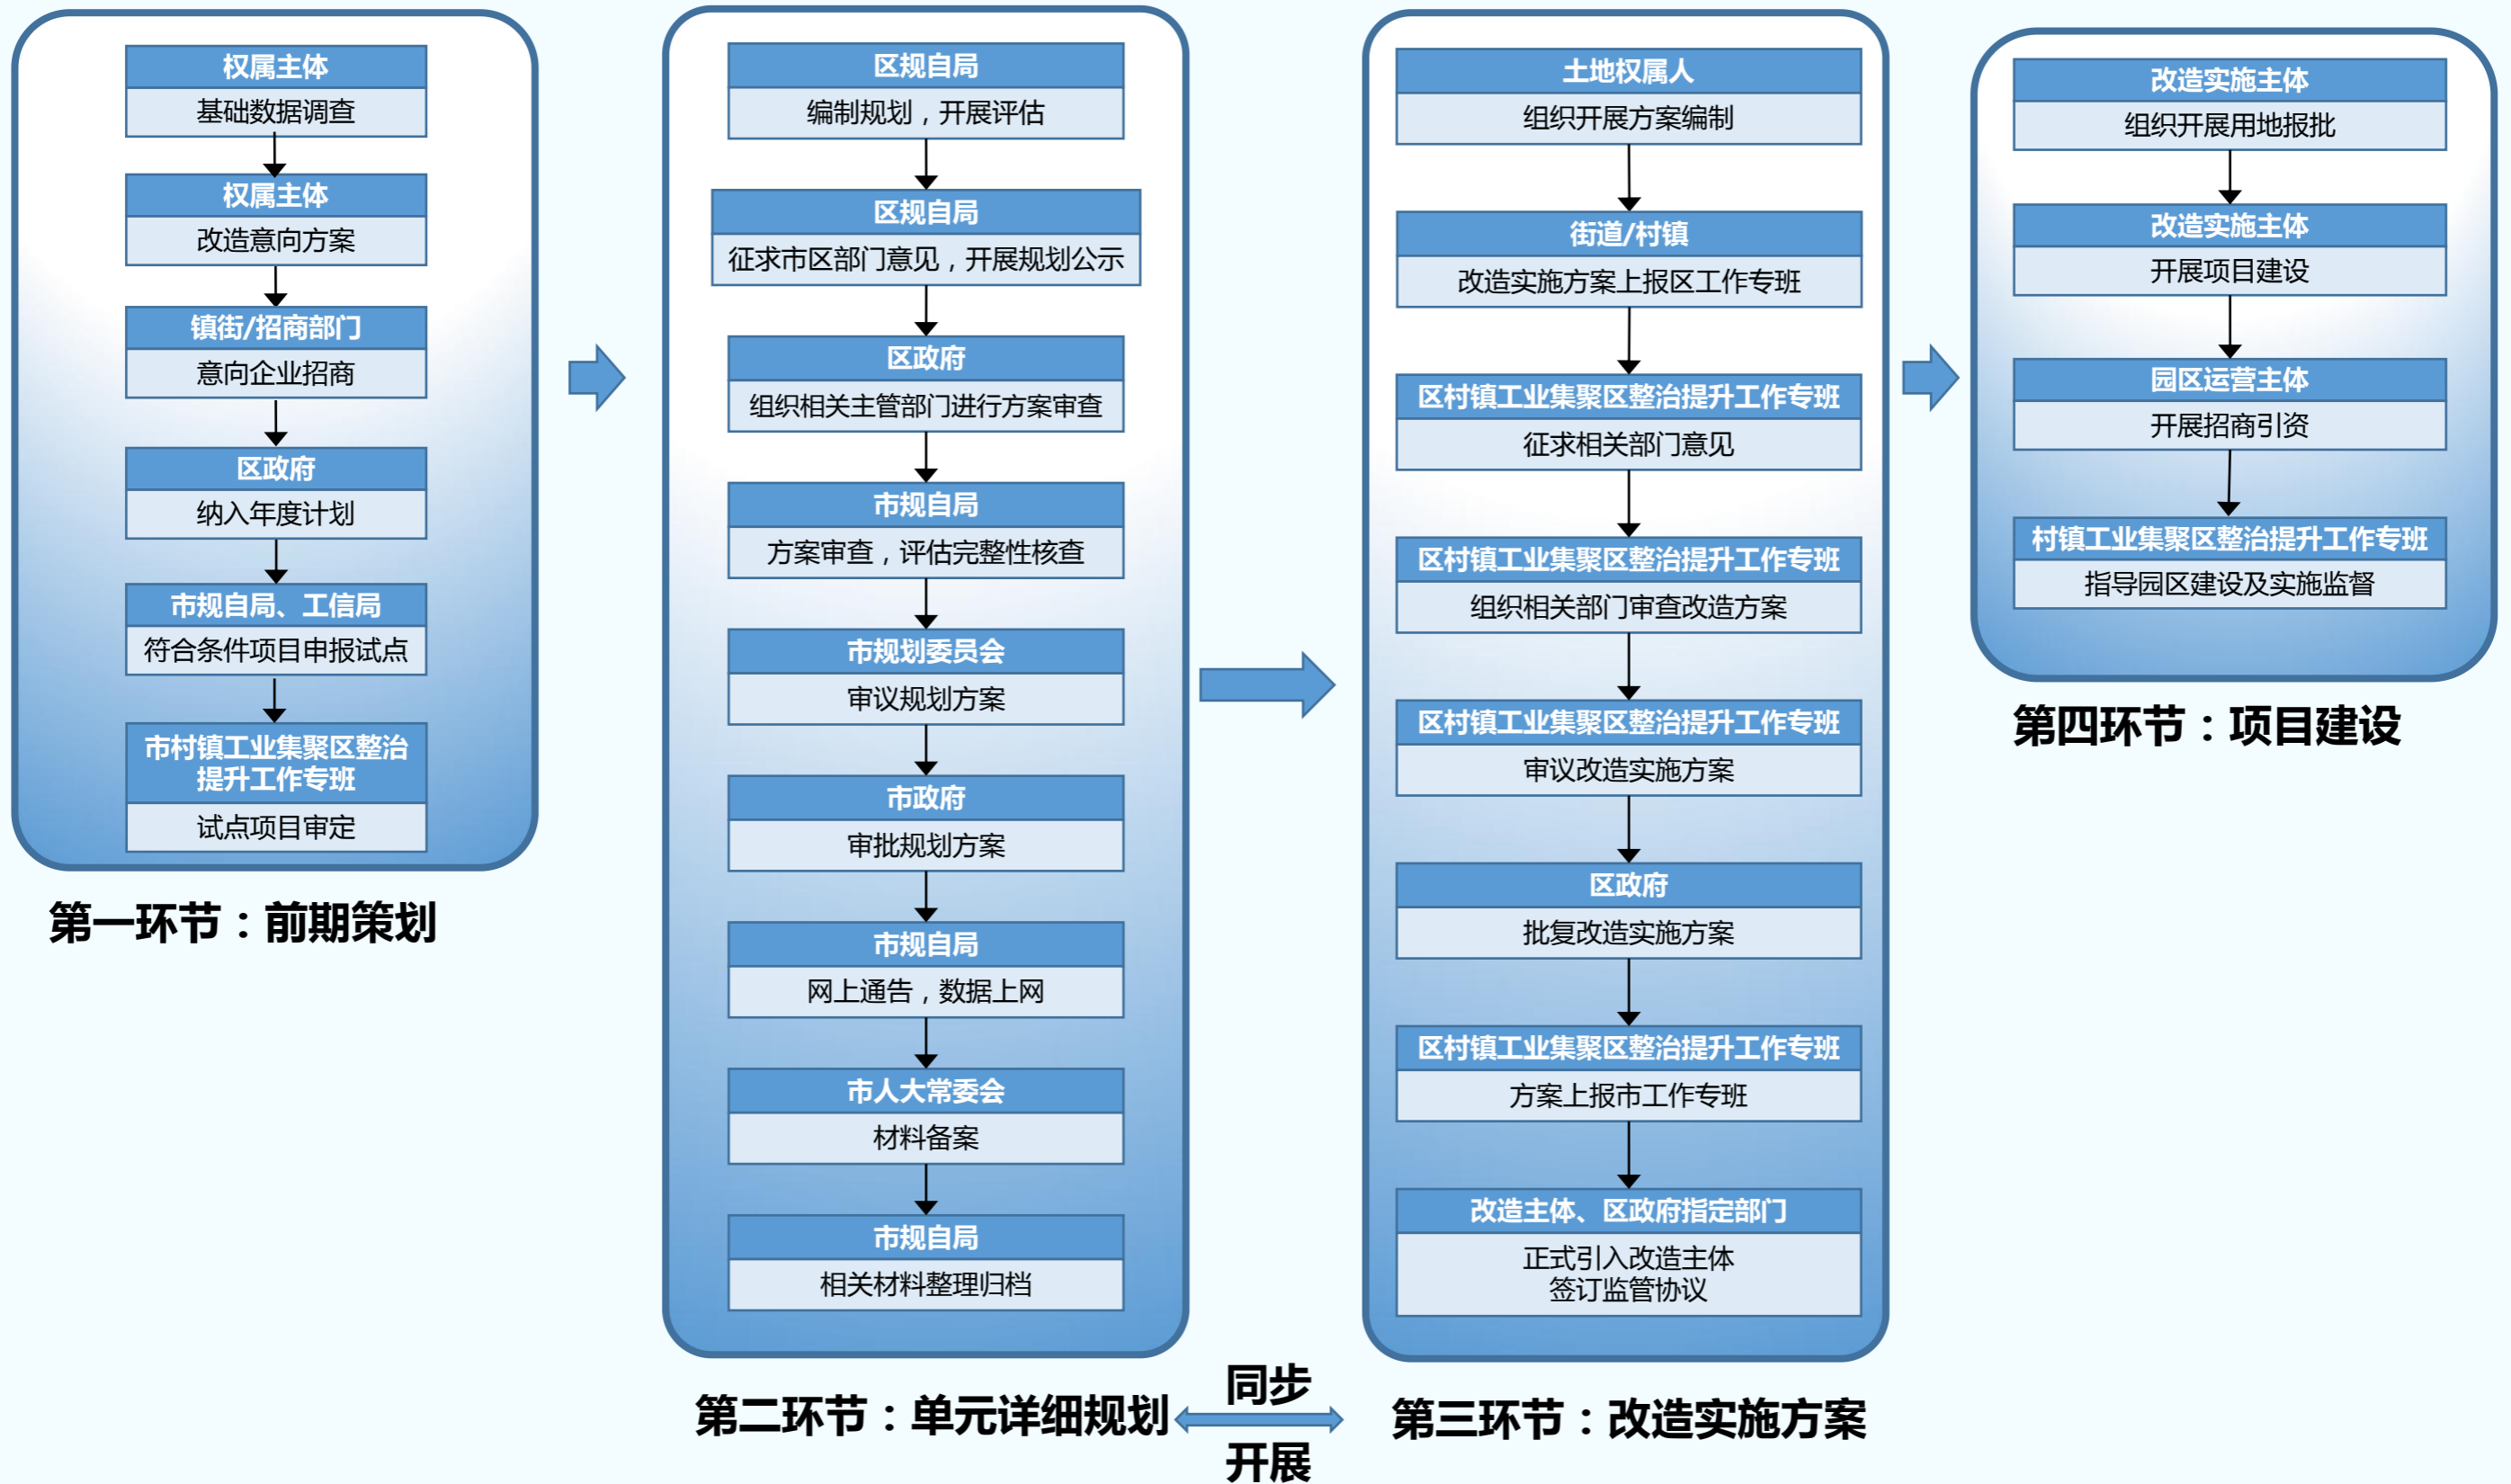 权属主体
基础数据调查
权属主体
改造意向方案
镇街/招商部门
意向企业招商
区政府
纳入年度计划
市规自局、工信局
符合条件项目申报试点
市村镇工业集聚区整治
提升工作专班
试点项目审定
第一环节：前期策划
区规自局
编制规划，开展评估
区规自局
征求市区部门意见，开展规划公示
区政府
组织相关主管部门进行方案审查
市规自局
方案审查，评估完整性核查
市规划委员会
审议规划方案
市政府
审批规划方案
市规自局
网上通告，数据上网
市人大常委会
材料备案
市规自局
相关材料整理归档
第二环节：单元详细规划
同步
开展
土地权属人
组织开展方案编制
街道/村镇
改造实施方案上报区工作专班
区村镇工业集聚区整治提升工作专班
征求相关部门意见
区村镇工业集聚区整治提升工作专班
组织相关部门审查改造方案
区村镇工业集聚区整治提升工作专班
审议改造实施方案
区政府
批复改造实施方案
区村镇工业集聚区整治提升工作专班
方案上报市工作专班
改造主体、区政府指定部门
正式引入改造主体
签订监管协议
第三环节：改造实施方案
改造实施主体
组织开展用地报批
改造实施主体
开展项目建设
园区运营主体
开展招商引资
村镇工业集聚区整治提升工作专班
指导园区建设及实施监督
第四环节：项目建设